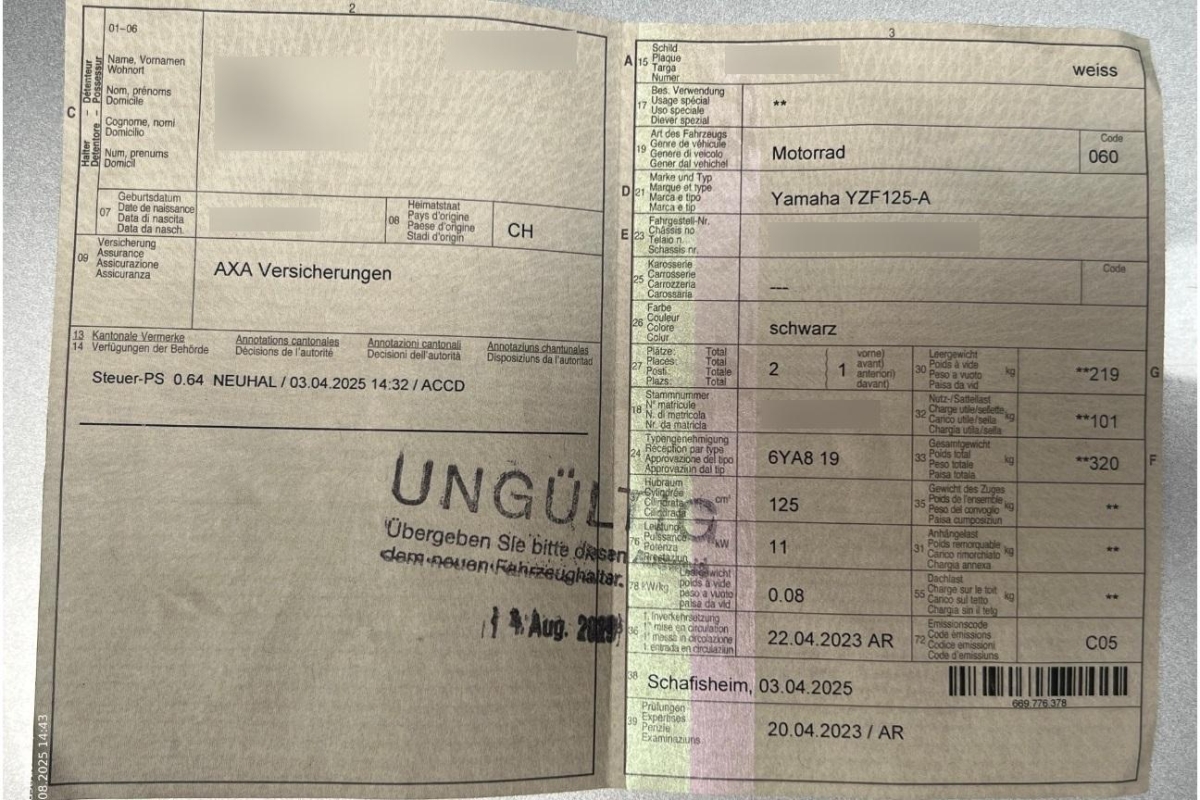 2
01-06
Halter – Détenteur
Detentore – Possessur
C
Name, Vornamen
Wohnort
Nom, prénoms
Domicile
Cognome, nomi
Domicilio
Num, prenums
Domicil
07
Geburtsdatum
Date de naissance
Data di nascita
Data da nasch.
08
Heimatstaat
Pays d'origine
Paese d'origine
Stadi d'origin
CH
09
Versicherung
Assurance
Assicurazione
Assicuranza
AXA Versicherungen
13 Kantonale Vermerke Annotations cantonales Annotazioni cantonali Annotaziuns chantunales
14 Verfügungen der Behörde Décisions de l'autorité Decisioni dell'autorità Disposiziuns da l'autoritad
Steuer-PS 0.64 NEUHAL / 03.04.2025 14:32 / ACCD
UNGÜLTIG
Übergeben Sie bitte diesen
dem neuen Fahrzeughalter.
Aug.
08.2025 14:43
3
A 15
Schild
Plaque
Targa
Numer
weiss
17
Bes. Verwendung
Usage spécial
Uso speciale
Diever spezial
**
19
Art des Fahrzeugs
Genre de véhicule
Genere di veicolo
Gener dal vehichel
Motorrad
Code
060
D 21
Marke und Typ
Marque et type
Marca e tipo
Marca e tip
Yamaha YZF125-A
E 23
Fahrgestell-Nr.
Châssis no
Telaio n.
Schassis nr.
25
Karosserie
Carrosserie
Carrozzeria
Carossaria
---
Code
26
Farbe
Couleur
Colore
Colur
schwarz
27
Plätze: Total
Places: Total
Posti: Totale
Plazs: Total
2
1
vorne)
avant)
anteriori)
davant)
30
Leergewicht
Poids à vide
Peso a vuoto
Paisa da vid
kg
**219
G
18
Stammnummer
N° matricule
N. di matricola
Nr. da matricla
32
Nutz-/Sattellast
Charge utile/sellette
Carico utile/sella
Chargia utila/sella
kg
**101
24
Typengenehmigung
Réception par type
Approvazione del tipo
Approvaziun dal tip
6YA8 19
33
Gesamtgewicht
Poids total
Peso totale
Paisa totala
kg
**320
F
Hubraum
Cylindrée
Cilindrata
Cilindrada
cm³
125
35
Gewicht des Zuges
Poids de l'ensemble
Peso del convoglio
Paisa cumposiziun
kg
**
76
Leistung
Puissance
Potenza
Prestaziun
kW
11
31
Anhängelast
Poids remorquable
Carico rimorchiato
Chargia annexa
kg
**
78 kW/kg
Leergewicht
poids à vide
peso a vuoto
paisa da vid
0.08
55
Dachlast
Charge sur le toit
Carico sul tetto
Chargia sin il tetg
kg
**
36
1. Inverkehrsetzung
1re mise en circulation
1a messa in circolazione
1. entrada en circulaziun
22.04.2023 AR
72
Emissionscode
Code émissions
Codice emissioni
Code d'emissiuns
C05
38
Schafisheim, 03.04.2025
669.776.378
39
Prüfungen
Expertises
Perizie
Examinaziuns
20.04.2023 / AR